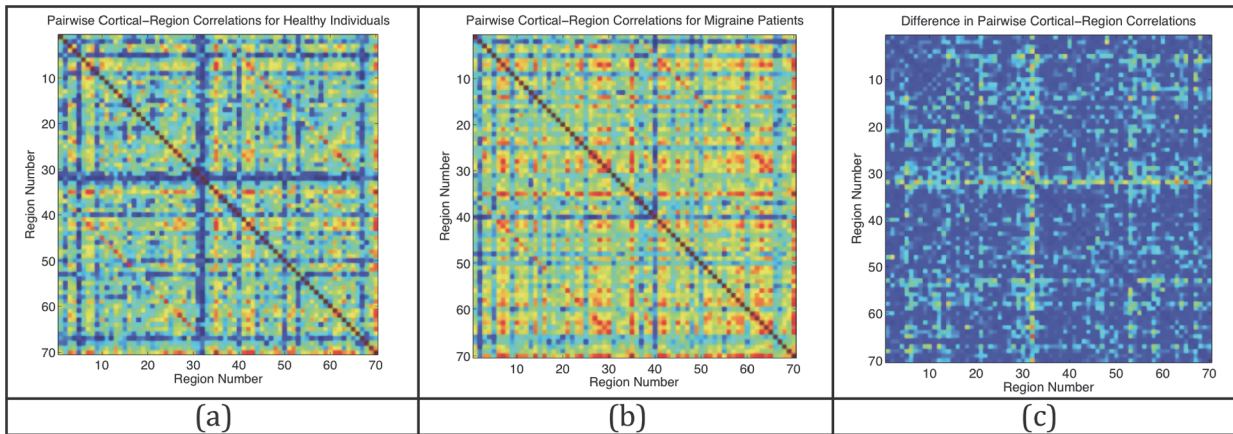 Pairwise Cortical–Region Correlations for Healthy Individuals
10
20
30
40
50
60
70
Region Number
10 20 30 40 50 60 70
Region Number
(a)
Pairwise Cortical–Region Correlations for Migraine Patients
10
20
30
40
50
60
70
Region Number
10 20 30 40 50 60 70
Region Number
(b)
Difference in Pairwise Cortical–Region Correlations
10
20
30
40
50
60
70
Region Number
10 20 30 40 50 60 70
Region Number
(c)